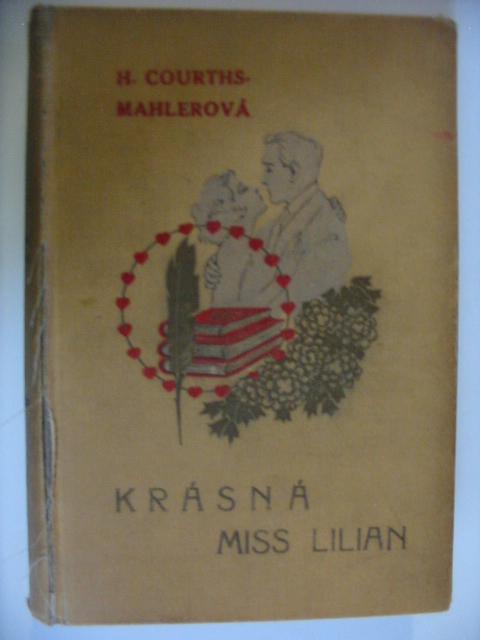 H. COURTHS-
MAHLEROVÁ
KRÁSNÁ
MISS LILIAN